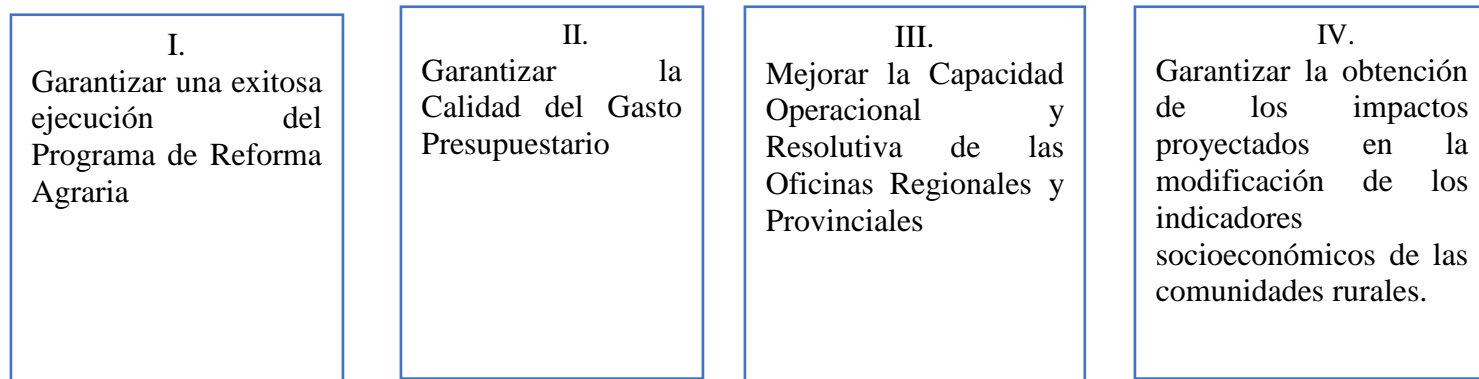 I.
Garantizar una exitosa
ejecución del
Programa de Reforma
Agraria
II.
Garantizar la
Calidad del Gasto
Presupuestario
III.
Mejorar la Capacidad
Operacional y
Resolutiva de las
Oficinas Regionales y
Provinciales
IV.
Garantizar la obtención
de los impactos
proyectados en la
modificación de los
indicadores
socioeconómicos de las
comunidades rurales.